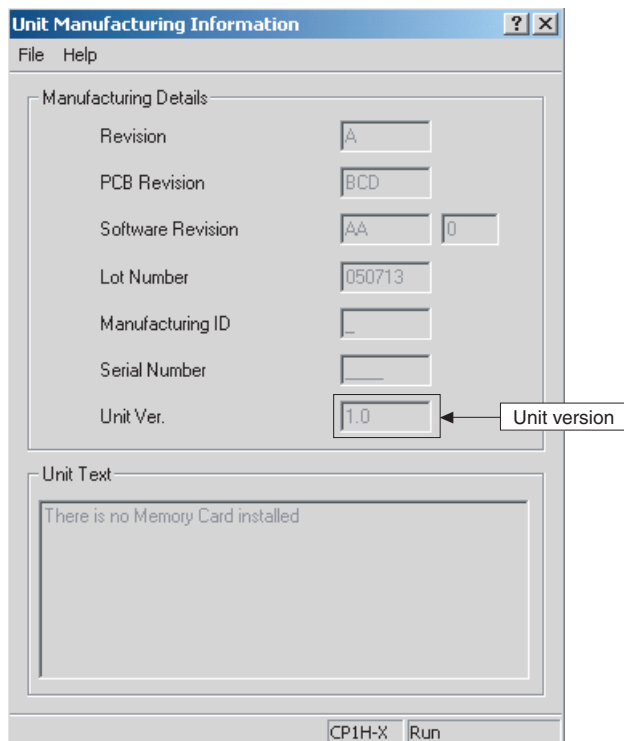 Unit Manufacturing Information
File Help
Manufacturing Details
Revision A
PCB Revision BCD
Software Revision AA 0
Lot Number 050713
Manufacturing ID _
Serial Number ____
Unit Ver. 1.0
Unit version
Unit Text
There is no Memory Card installed
CP1H-X Run